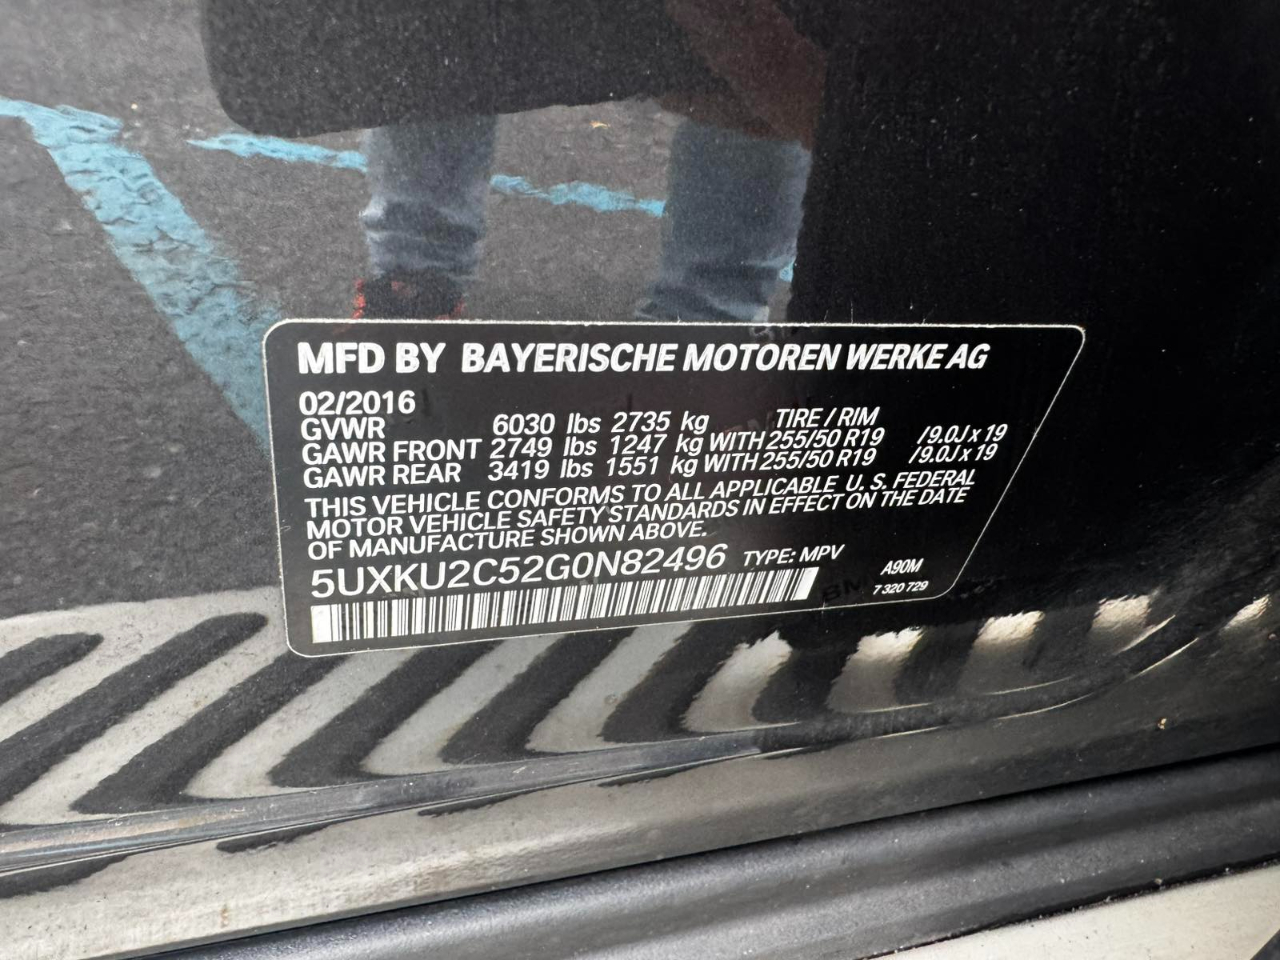 MFD BY BAYERISCHE MOTOREN WERKE AG
02/2016
GVWR 6030 lbs 2735 kg TIRE / RIM
GAWR FRONT 2749 lbs 1247 kg WITH 255/50 R19 /9.0J x 19
GAWR REAR 3419 lbs 1551 kg WITH 255/50 R19 /9.0J x 19
THIS VEHICLE CONFORMS TO ALL APPLICABLE U. S. FEDERAL
MOTOR VEHICLE SAFETY STANDARDS IN EFFECT ON THE DATE
OF MANUFACTURE SHOWN ABOVE.
5UXKU2C52G0N82496 TYPE: MPV A90M
7 320 729